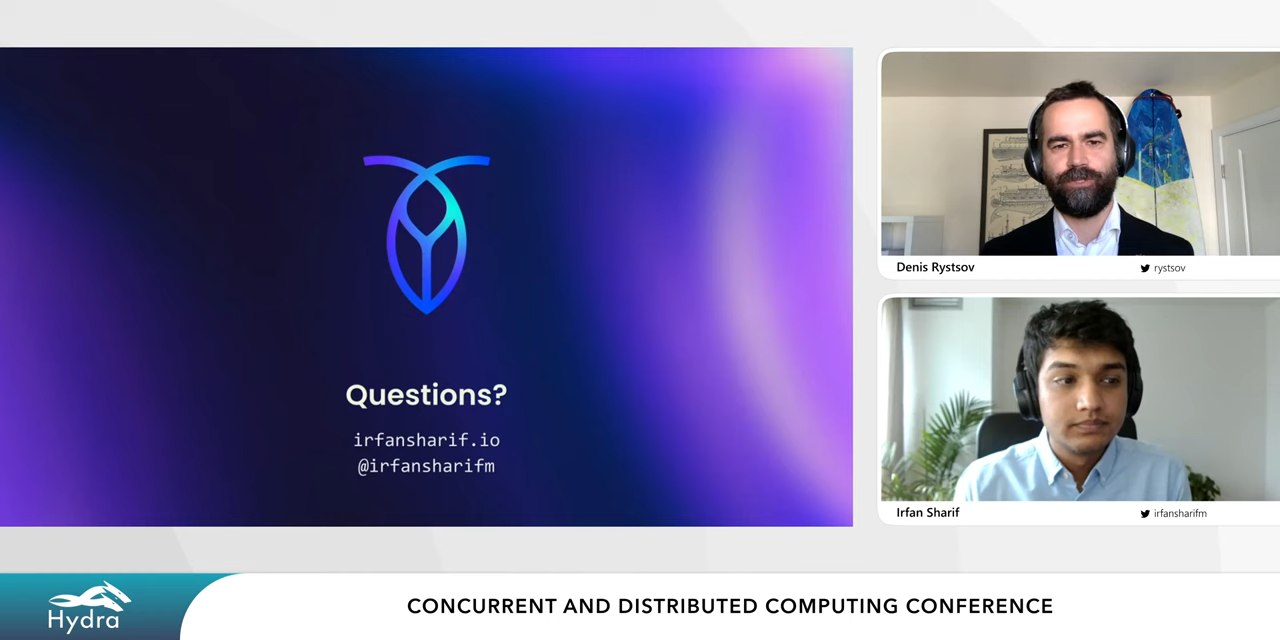 Questions?
irfansharif.io
@irfansharifm
Denis Rystsov
rystsov
Irfan Sharif
irfansharifm
Hydra
CONCURRENT AND DISTRIBUTED COMPUTING CONFERENCE